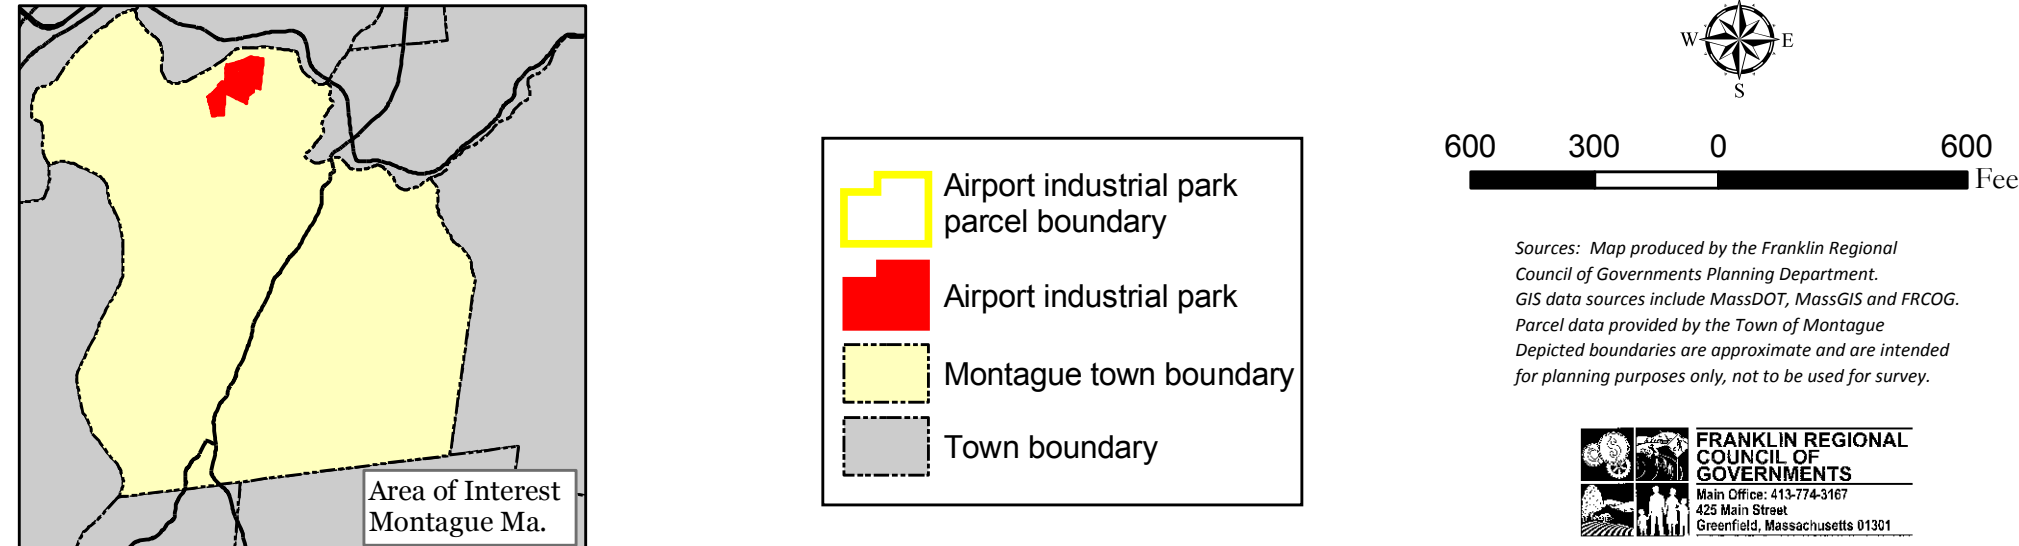 Area of Interest
Montague Ma.
Airport industrial park
parcel boundary
Airport industrial park
Montague town boundary
Town boundary
W
E
S
600 300 0 600
Fee
Sources: Map produced by the Franklin Regional
Council of Governments Planning Department.
GIS data sources include MassDOT, MassGIS and FRCOG.
Parcel data provided by the Town of Montague
Depicted boundaries are approximate and are intended
for planning purposes only, not to be used for survey.
FRANKLIN REGIONAL
COUNCIL OF
GOVERNMENTS
Main Office: 413-774-3167
425 Main Street
Greenfield, Massachusetts 01301